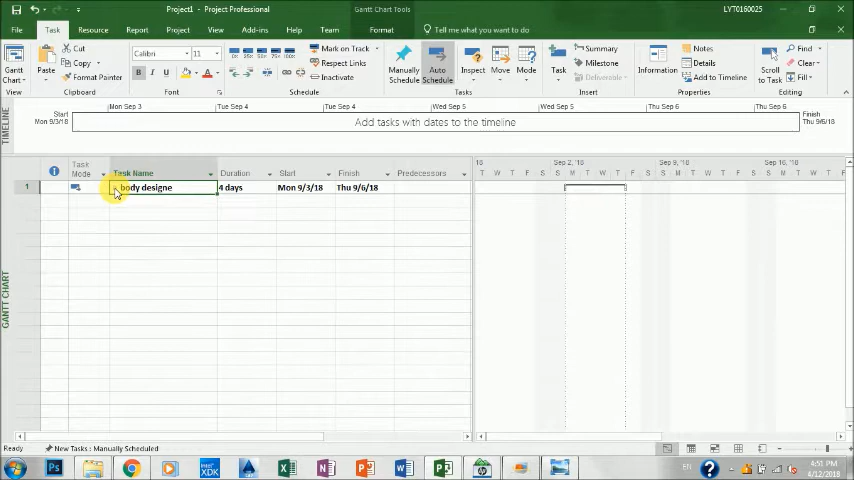 Gantt Chart Tools
Project1 - Project Professional
LYT0160025
File
Task
Resource
Report
Project
View
Add-ins
Help
Team
Format
Tell me what you want to do
Gantt
Chart
Paste
Cut
Copy
Format Painter
Calibri
11
B I U
Mark on Track
Respect Links
Inactivate
Manually
Schedule
Auto
Schedule
Inspect
Move
Mode
Task
Summary
Milestone
Deliverable
Information
Notes
Details
Add to Timeline
Scroll
to Task
Find
Clear
Fill
View
Clipboard
Font
Schedule
Tasks
Insert
Properties
Editing
TIMELINE
Start
Mon 9/3/18
Mon Sep 3
Tue Sep 4
Tue Sep 4
Wed Sep 5
Wed Sep 5
Thu Sep 6
Thu Sep 6
Finish
Thu 9/6/18
Add tasks with dates to the timeline
Task
Mode
Task Name
Duration
Start
Finish
Predecessors
'18
Sep 2, '18
Sep 9, '18
Sep 16, '18
T W T F S S M T W T F S S M T W T F S S M T W T F
1
body designe
4 days
Mon 9/3/18
Thu 9/6/18
GANTT CHART
Ready
New Tasks : Manually Scheduled
EN
4:51 PM
4/12/2018